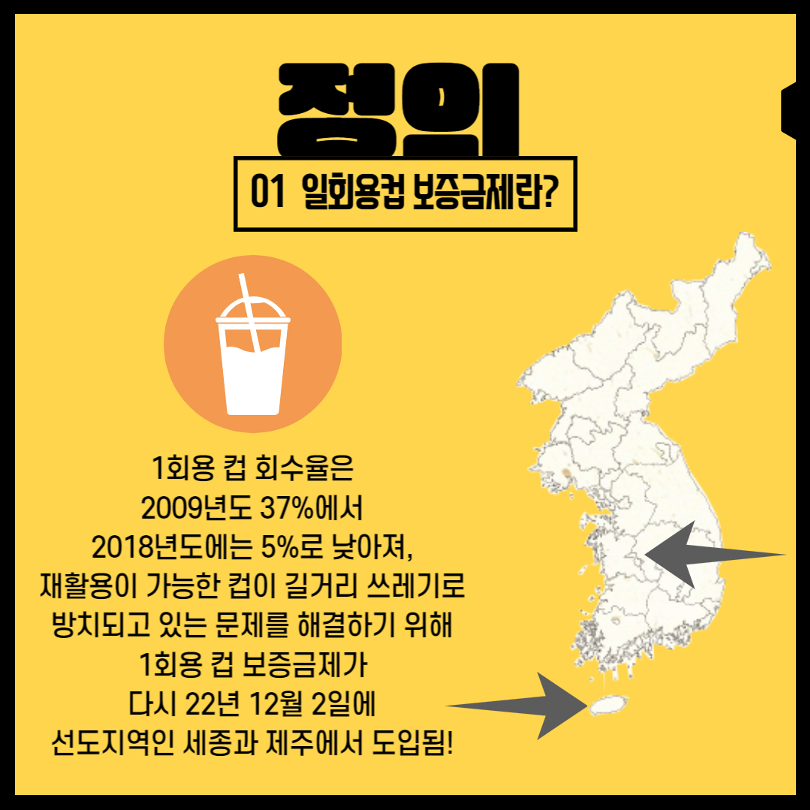 정의
01 일회용컵 보증금제란?
1회용 컵 회수율은
2009년도 37%에서
2018년도에는 5%로 낮아져,
재활용이 가능한 컵이 길거리 쓰레기로
방치되고 있는 문제를 해결하기 위해
1회용 컵 보증금제가
다시 22년 12월 2일에
선도지역인 세종과 제주에서 도입됨!